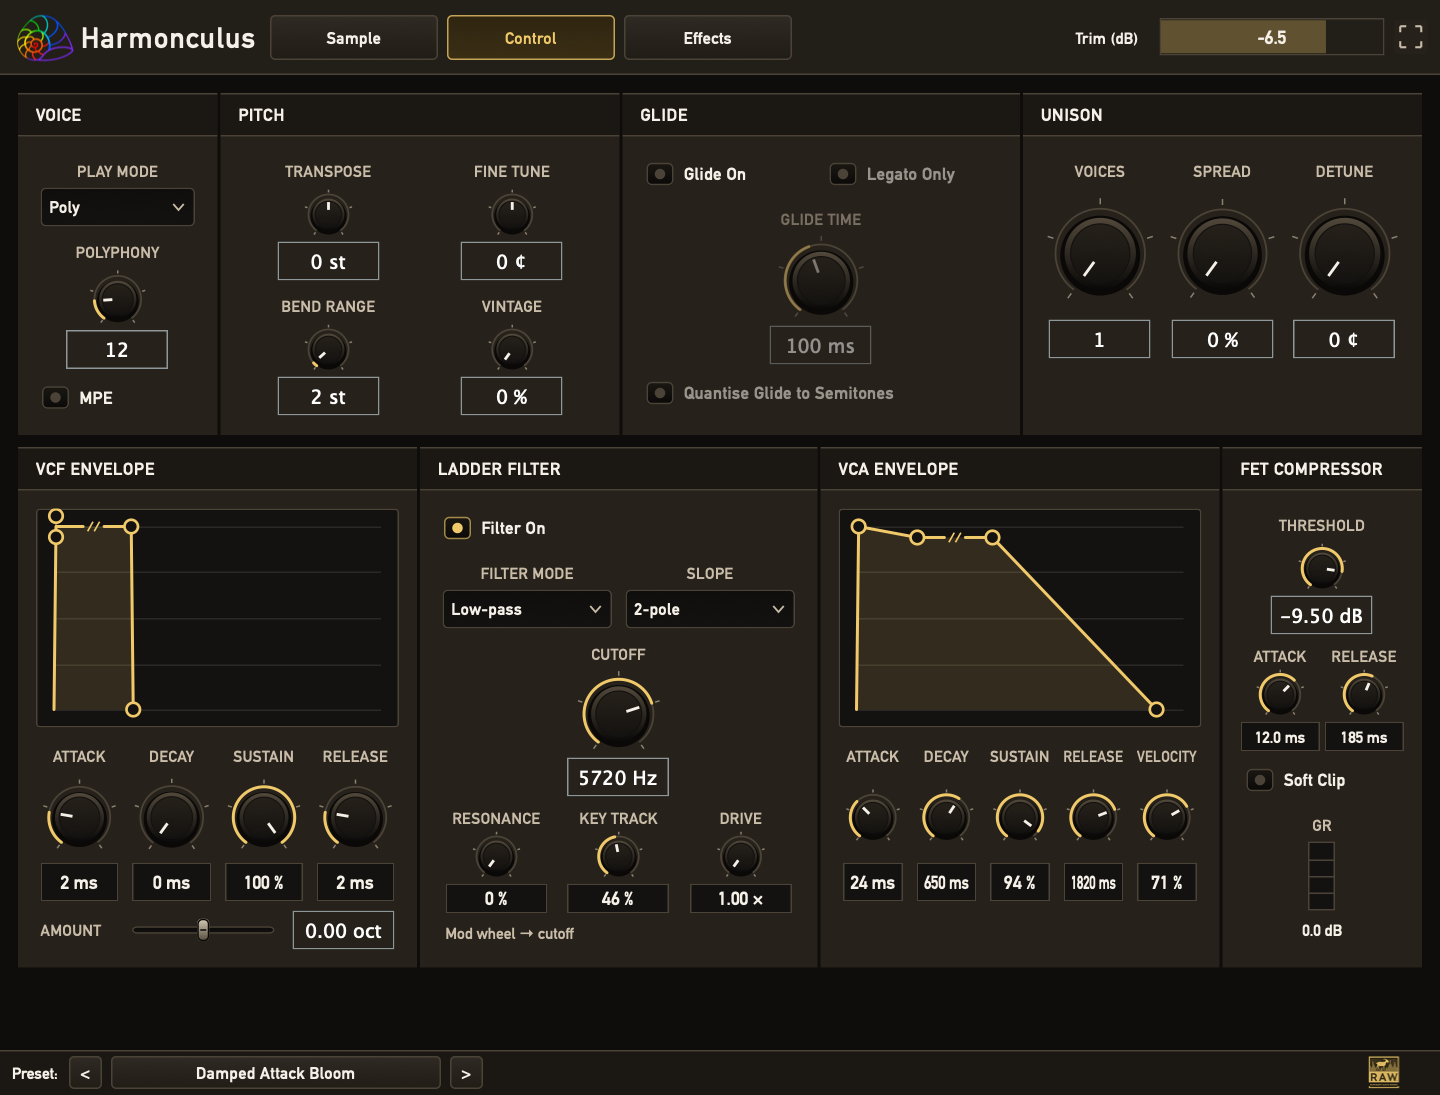 Harmonculus
Sample
Control
Effects
Trim (dB)
-6.5
VOICE
PITCH
GLIDE
UNISON
PLAY MODE
Poly
POLYPHONY
12
MPE
TRANSPOSE
FINE TUNE
0 st
0 ¢
BEND RANGE
VINTAGE
2 st
0 %
Glide On
Legato Only
GLIDE TIME
100 ms
Quantise Glide to Semitones
VOICES
SPREAD
DETUNE
1
0 %
0 ¢
VCF ENVELOPE
LADDER FILTER
VCA ENVELOPE
FET COMPRESSOR
ATTACK
DECAY
SUSTAIN
RELEASE
2 ms
0 ms
100 %
2 ms
AMOUNT
0.00 oct
Filter On
FILTER MODE
SLOPE
Low-pass
2-pole
CUTOFF
5720 Hz
RESONANCE
KEY TRACK
DRIVE
0 %
46 %
1.00 ×
Mod wheel → cutoff
ATTACK
DECAY
SUSTAIN
RELEASE
VELOCITY
24 ms
650 ms
94 %
1820 ms
71 %
THRESHOLD
−9.50 dB
ATTACK
RELEASE
12.0 ms
185 ms
Soft Clip
GR
0.0 dB
Preset:
<
Damped Attack Bloom
>
RAW